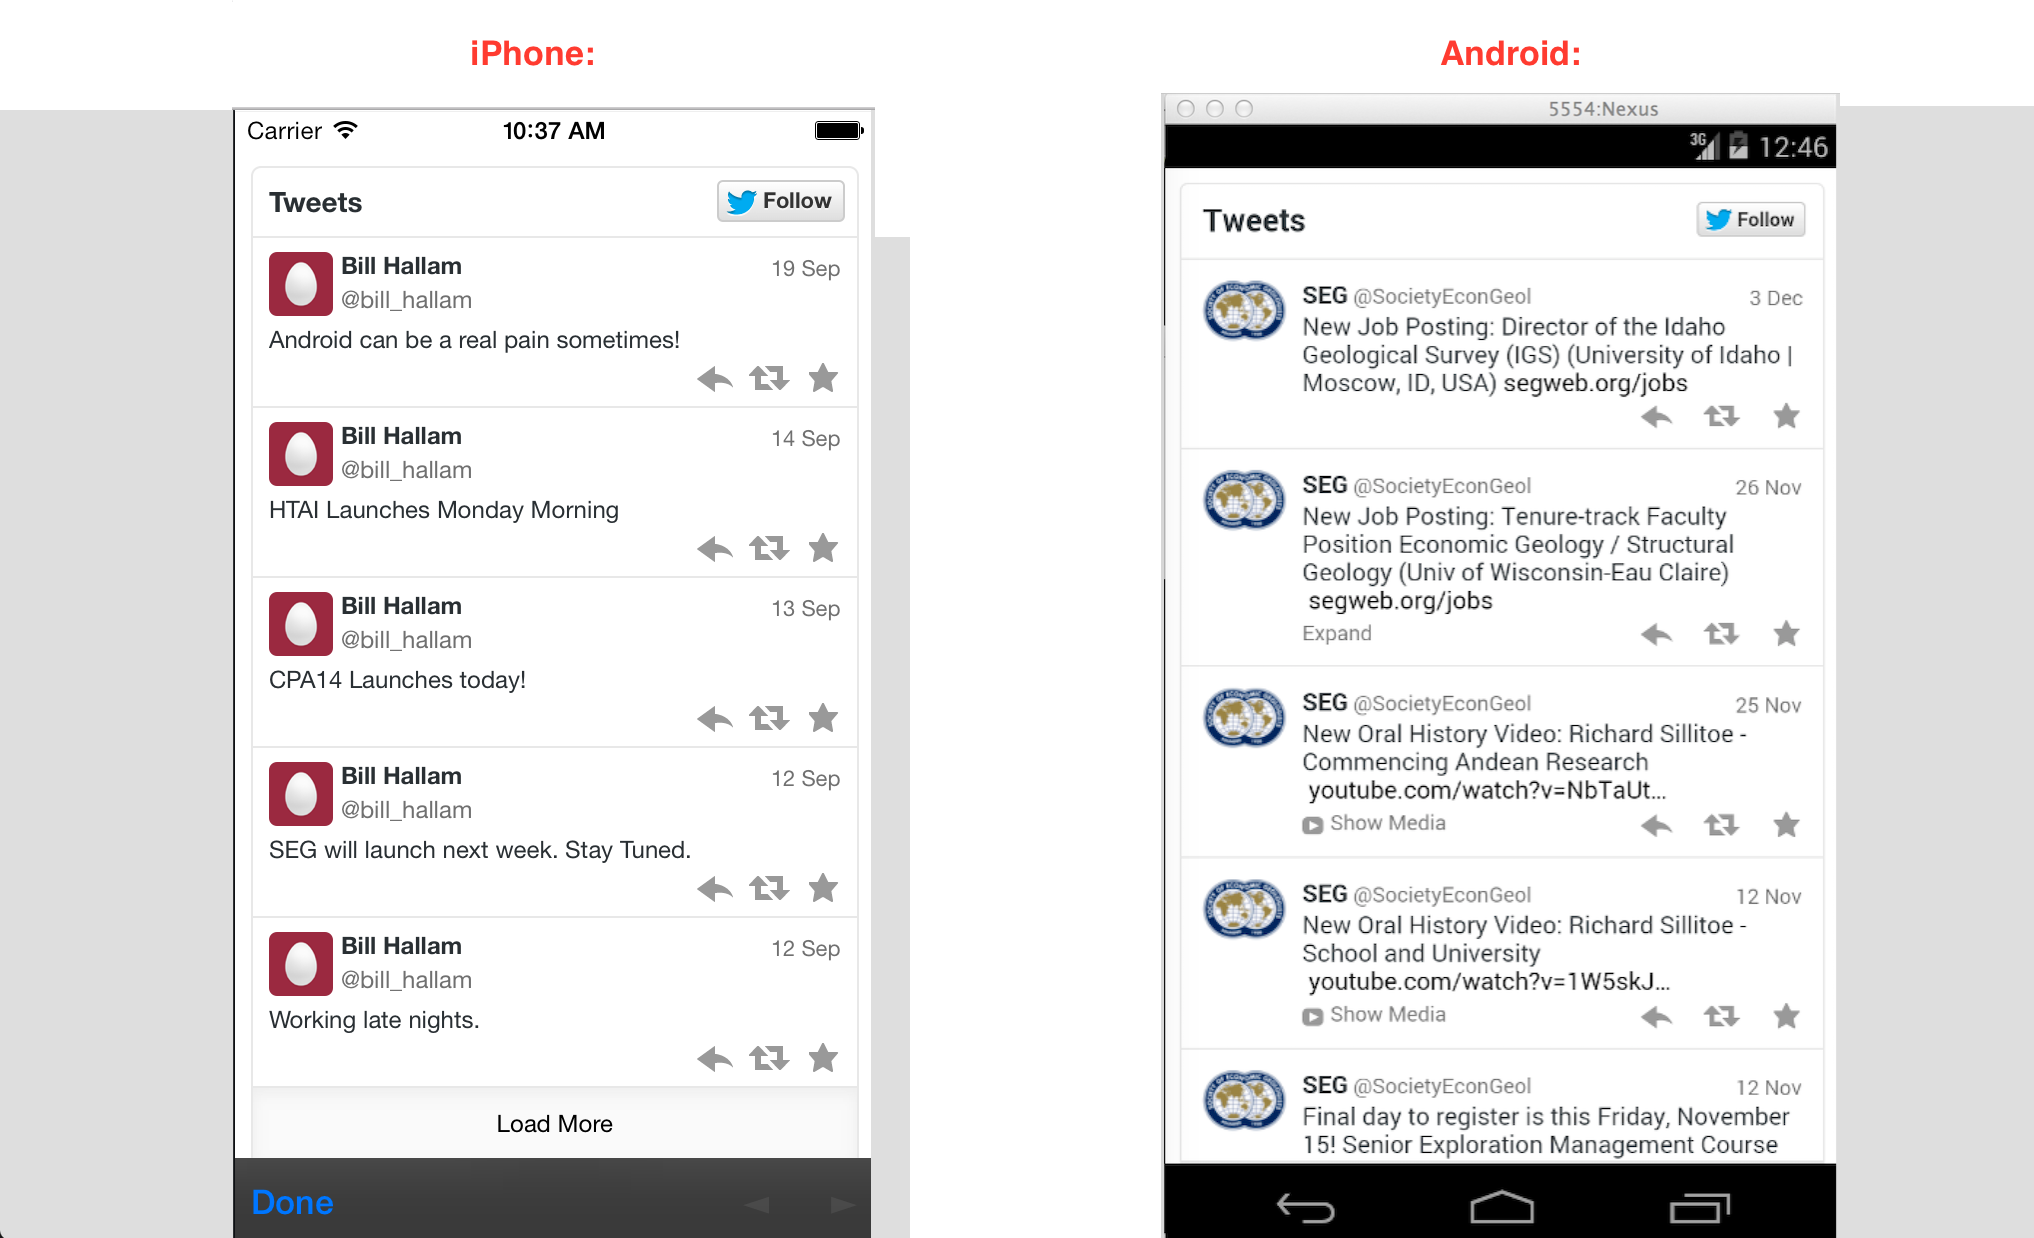 iPhone:
Carrier 10:37 AM
Tweets
Follow
Bill Hallam
19 Sep
@bill_hallam
Android can be a real pain sometimes!
Bill Hallam
14 Sep
@bill_hallam
HTAI Launches Monday Morning
Bill Hallam
13 Sep
@bill_hallam
CPA14 Launches today!
Bill Hallam
12 Sep
@bill_hallam
SEG will launch next week. Stay Tuned.
Bill Hallam
12 Sep
@bill_hallam
Working late nights.
Load More
Done
Android:
5554:Nexus
3G 12:46
Tweets
Follow
SEG @SocietyEconGeol
3 Dec
New Job Posting: Director of the Idaho
Geological Survey (IGS) (University of Idaho |
Moscow, ID, USA) segweb.org/jobs
SEG @SocietyEconGeol
26 Nov
New Job Posting: Tenure-track Faculty
Position Economic Geology / Structural
Geology (Univ of Wisconsin-Eau Claire)
segweb.org/jobs
Expand
SEG @SocietyEconGeol
25 Nov
New Oral History Video: Richard Sillitoe -
Commencing Andean Research
youtube.com/watch?v=NbTaUt...
Show Media
SEG @SocietyEconGeol
12 Nov
New Oral History Video: Richard Sillitoe -
School and University
youtube.com/watch?v=1W5skJ...
Show Media
SEG @SocietyEconGeol
12 Nov
Final day to register is this Friday, November
15! Senior Exploration Management Course